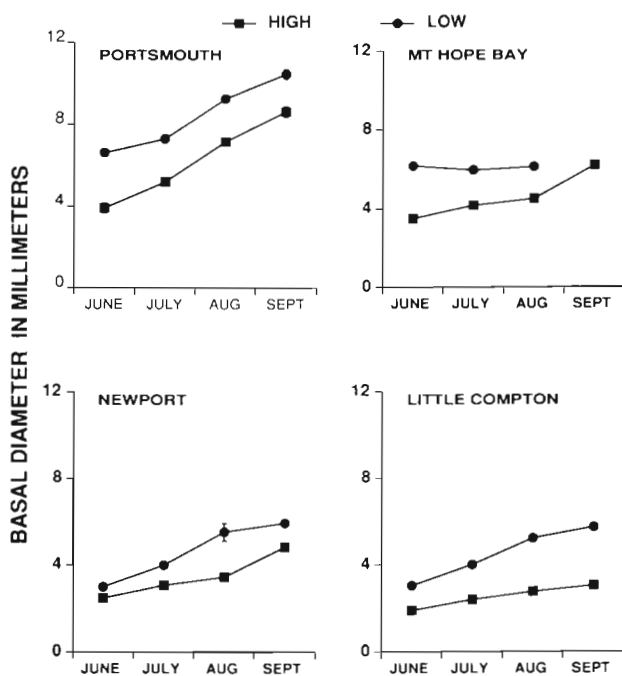 HIGH LOW
BASAL DIAMETER IN MILLIMETERS
PORTSMOUTH
12
8
4
0
JUNE JULY AUG SEPT
MT HOPE BAY
12
8
4
0
JUNE JULY AUG SEPT
NEWPORT
12
8
4
0
JUNE JULY AUG SEPT
LITTLE COMPTON
12
8
4
0
JUNE JULY AUG SEPT